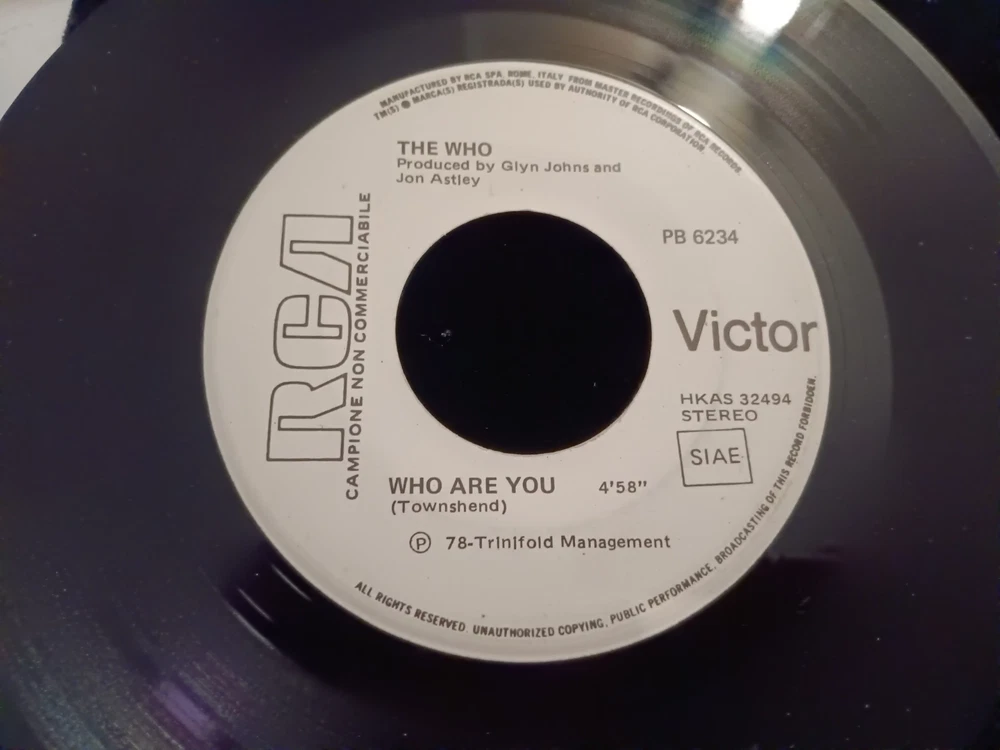 MANUFACTURED BY RCA SPA, ROME, ITALY FROM MASTER RECORDINGS OF RCA RECORDS.
TM(S) ® MARCA(S) REGISTRADA(S) USED BY AUTHORITY OF RCA CORPORATION.
THE WHO
Produced by Glyn Johns and
Jon Astley
PB 6234
RCA
CAMPIONE NON COMMERCIABILE
Victor
HKAS 32494
STEREO
SIAE
WHO ARE YOU 4'58"
(Townshend)
Ⓟ 78-Trinifold Management
ALL RIGHTS RESERVED. UNAUTHORIZED COPYING, PUBLIC PERFORMANCE, BROADCASTING OF THIS RECORD FORBIDDEN.